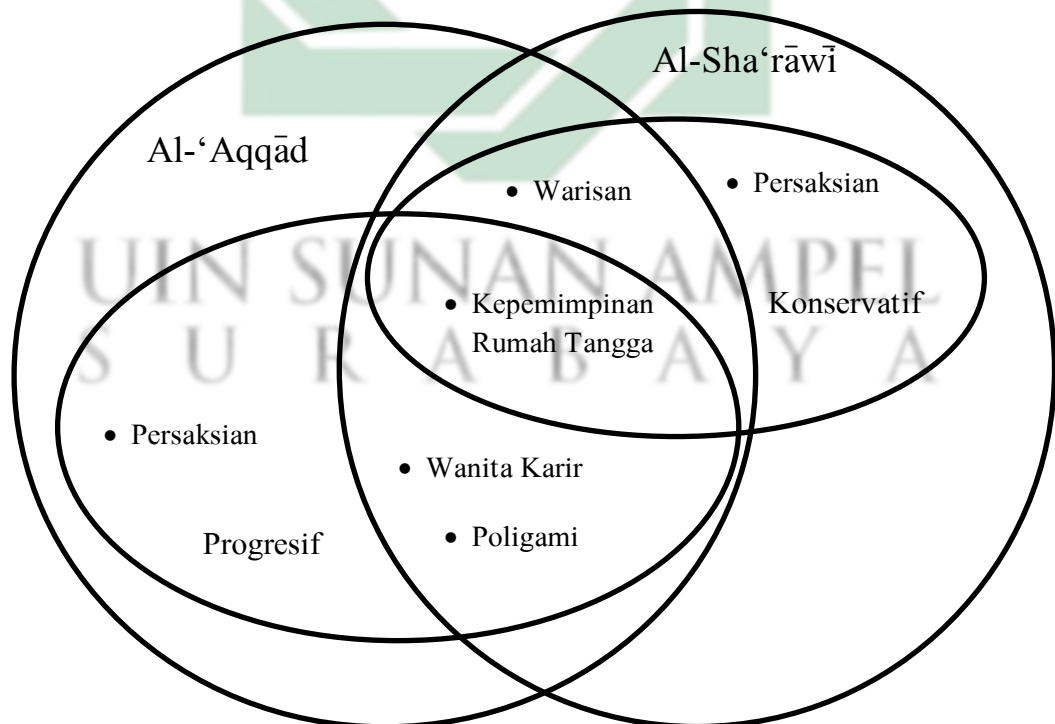 Al-Sha‘rāwī
Al-‘Aqqād
• Warisan
• Persaksian
UIN SUNAN AMPEL
S U R A B A Y A
• Kepemimpinan
Rumah Tangga
Konservatif
• Persaksian
• Wanita Karir
• Poligami
Progresif